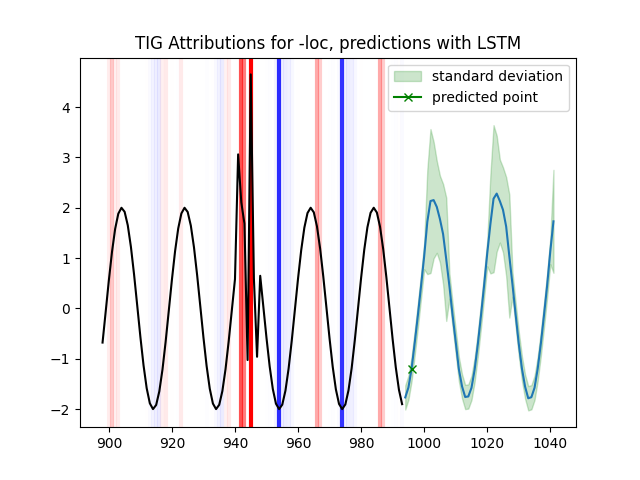 TIG Attributions for -loc, predictions with LSTM
standard deviation
predicted point
4
3
2
1
0
−1
−2
900 920 940 960 980 1000 1020 1040